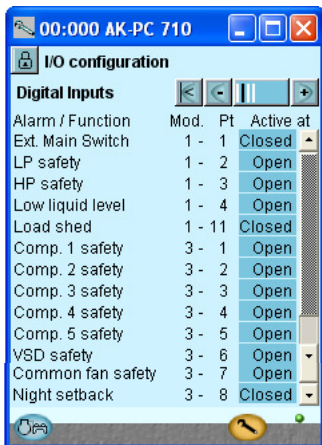 00:000 AK-PC 710
I/O configuration
Digital Inputs
Alarm / Function Mod. Pt Active at
Ext. Main Switch 1 - 1 Closed
LP safety 1 - 2 Open
HP safety 1 - 3 Open
Low liquid level 1 - 4 Open
Load shed 1 - 11 Closed
Comp. 1 safety 3 - 1 Open
Comp. 2 safety 3 - 2 Open
Comp. 3 safety 3 - 3 Open
Comp. 4 safety 3 - 4 Open
Comp. 5 safety 3 - 5 Open
VSD safety 3 - 6 Open
Common fan safety 3 - 7 Open
Night setback 3 - 8 Closed